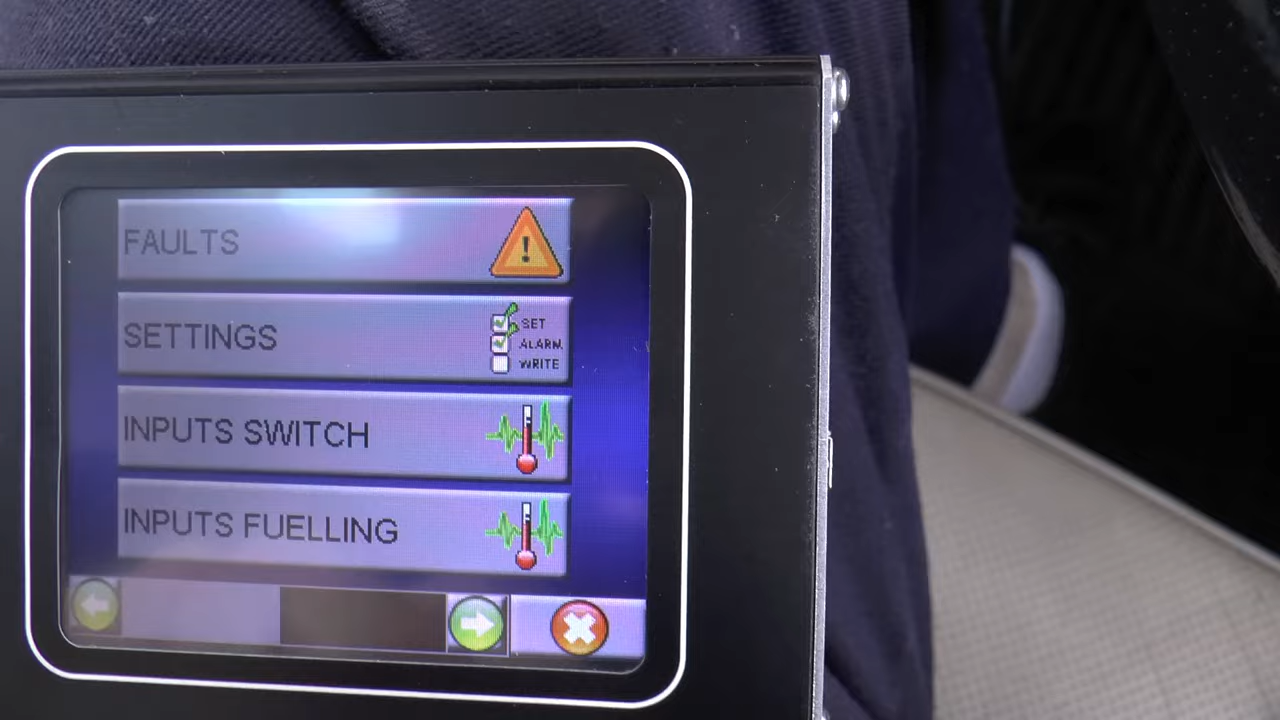 FAULTS
SETTINGS
SET
ALARM
WRITE
INPUTS SWITCH
INPUTS FUELLING